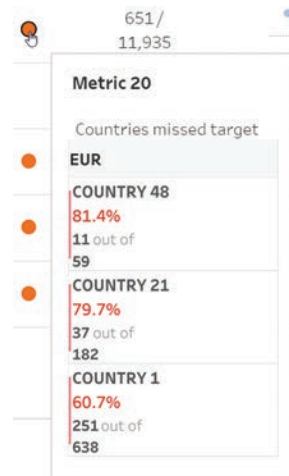 651/
11,935
Metric 20
Countries missed target
EUR
COUNTRY 48
81.4%
11 out of
59
COUNTRY 21
79.7%
37 out of
182
COUNTRY 1
60.7%
251 out of
638